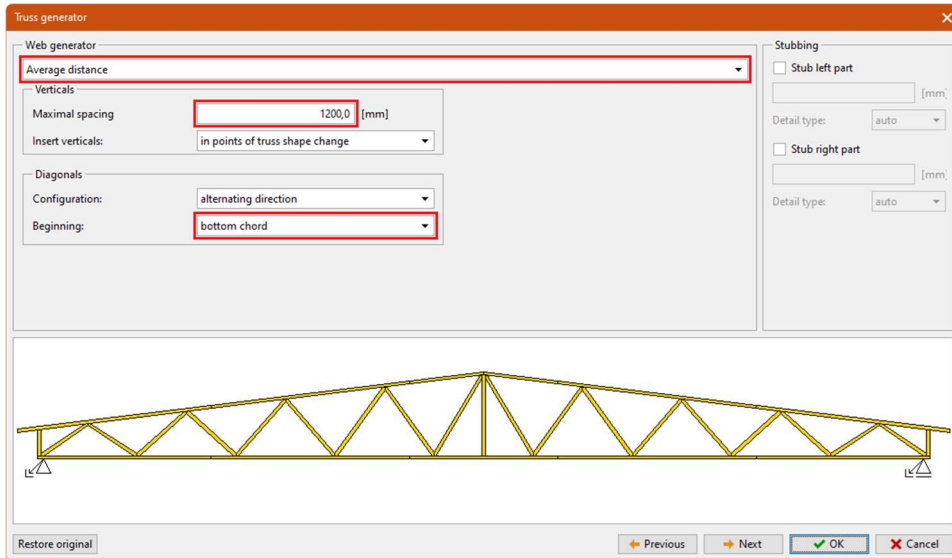 Truss generator
Web generator
Average distance
Verticals
Maximal spacing 1200,0 [mm]
Insert verticals: in points of truss shape change
Diagonals
Configuration: alternating direction
Beginning: bottom chord
Stubbing
Stub left part
[mm]
Detail type: auto
Stub right part
[mm]
Detail type: auto
Restore original
Previous
Next
OK
Cancel